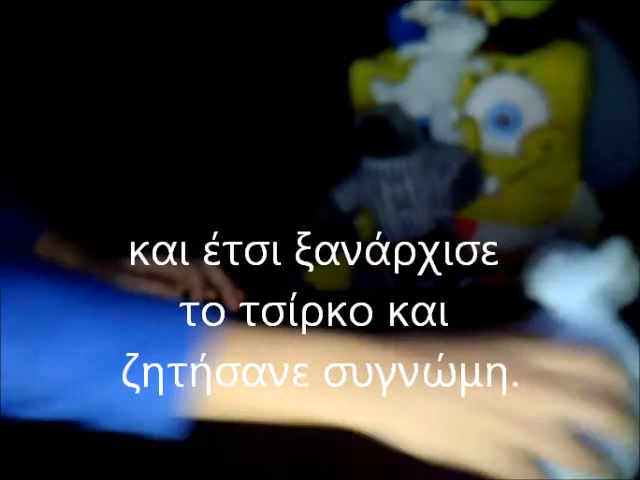 και έτσι ξανάρχισε
το τσίρκο και
ζητήσανε συγνώμη.